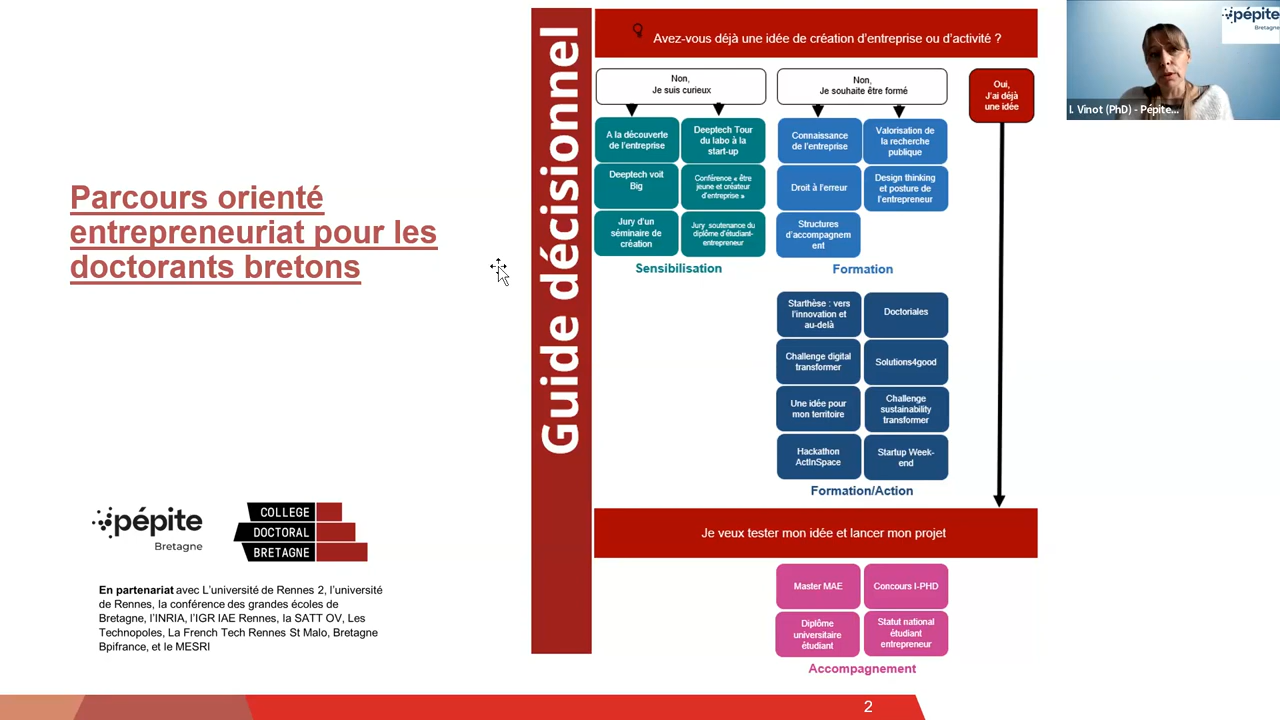 Parcours orienté
entrepreneuriat pour les
doctorants bretons
pépite
Bretagne
COLLEGE
DOCTORAL
BRETAGNE
En partenariat avec L'université de Rennes 2, l'université
de Rennes, la conférence des grandes écoles de
Bretagne, l'INRIA, l'IGR IAE Rennes, la SATT OV, Les
Technopoles, La French Tech Rennes St Malo, Bretagne
Bpifrance, et le MESRI
Guide décisionnel
Avez-vous déjà une idée de création d'entreprise ou d'activité ?
Non,
Je suis curieux
Non,
Je souhaite être formé
Oui,
J'ai déjà
une idée
A la découverte
de l'entreprise
Deeptech Tour
du labo à la
start-up
Deeptech voit
Big
Conférence « être
jeune et créateur
d'entreprise »
Jury d'un
séminaire de
création
Jury soutenance du
diplôme d'étudiant-
entrepreneur
Sensibilisation
Connaissance
de l'entreprise
Valorisation de
la recherche
publique
Droit à l'erreur
Design thinking
et posture de
l'entrepreneur
Structures
d'accompagnem
ent
Formation
Starthèse : vers
l'innovation et
au-delà
Doctoriales
Challenge digital
transformer
Solutions4good
Une idée pour
mon territoire
Challenge
sustainability
transformer
Hackathon
ActInSpace
Startup Week-
end
Formation/Action
Je veux tester mon idée et lancer mon projet
Master MAE
Concours I-PHD
Diplôme
universitaire
étudiant
Statut national
étudiant
entrepreneur
Accompagnement
2
pépite
Bretagne
I. Vinot (PhD) - Pépite...